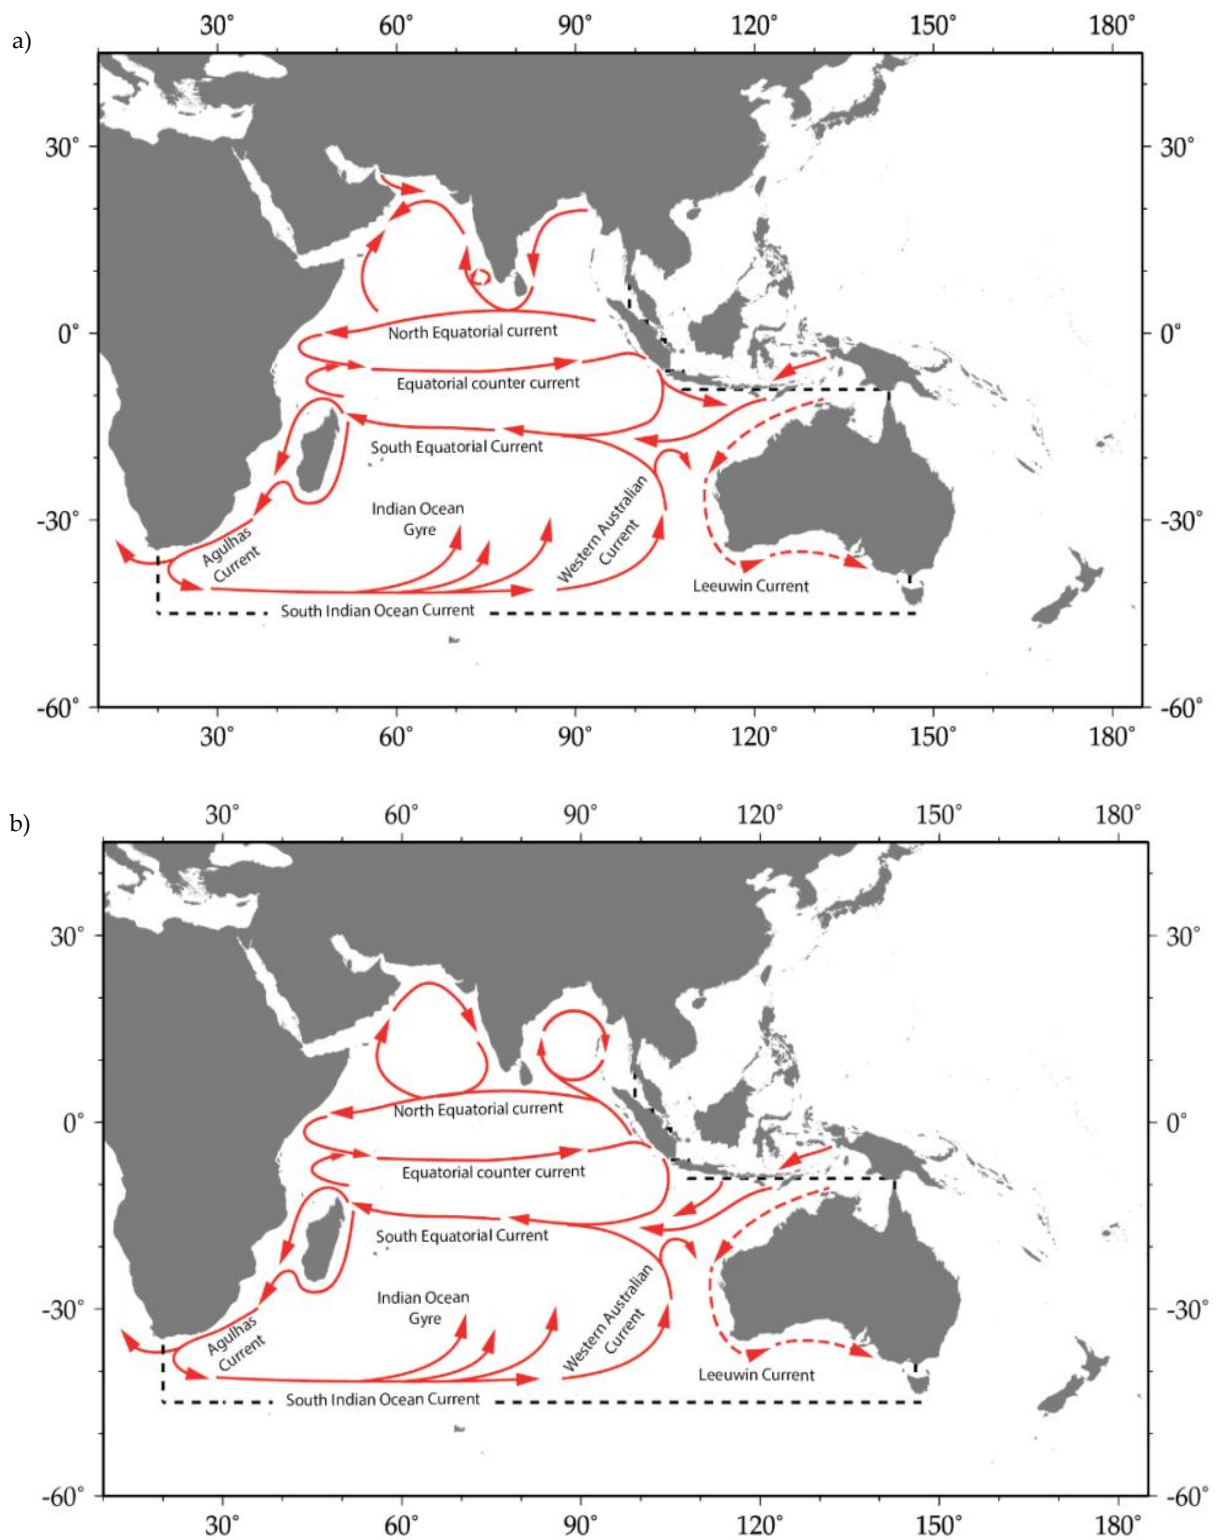 a)
30° 60° 90° 120° 150° 180°
30° 30°
0° 0°
-30° -30°
-60° -60°
North Equatorial current
Equatorial counter current
South Equatorial Current
Indian Ocean
Gyre
Agulhas
Current
Western Australian
Current
Leeuwin Current
South Indian Ocean Current
30° 60° 90° 120° 150° 180°
b)
30° 60° 90° 120° 150° 180°
30° 30°
0° 0°
-30° -30°
-60° -60°
North Equatorial current
Equatorial counter current
South Equatorial Current
Indian Ocean
Gyre
Agulhas
Current
Western Australian
Current
Leeuwin Current
South Indian Ocean Current
30° 60° 90° 120° 150° 180°